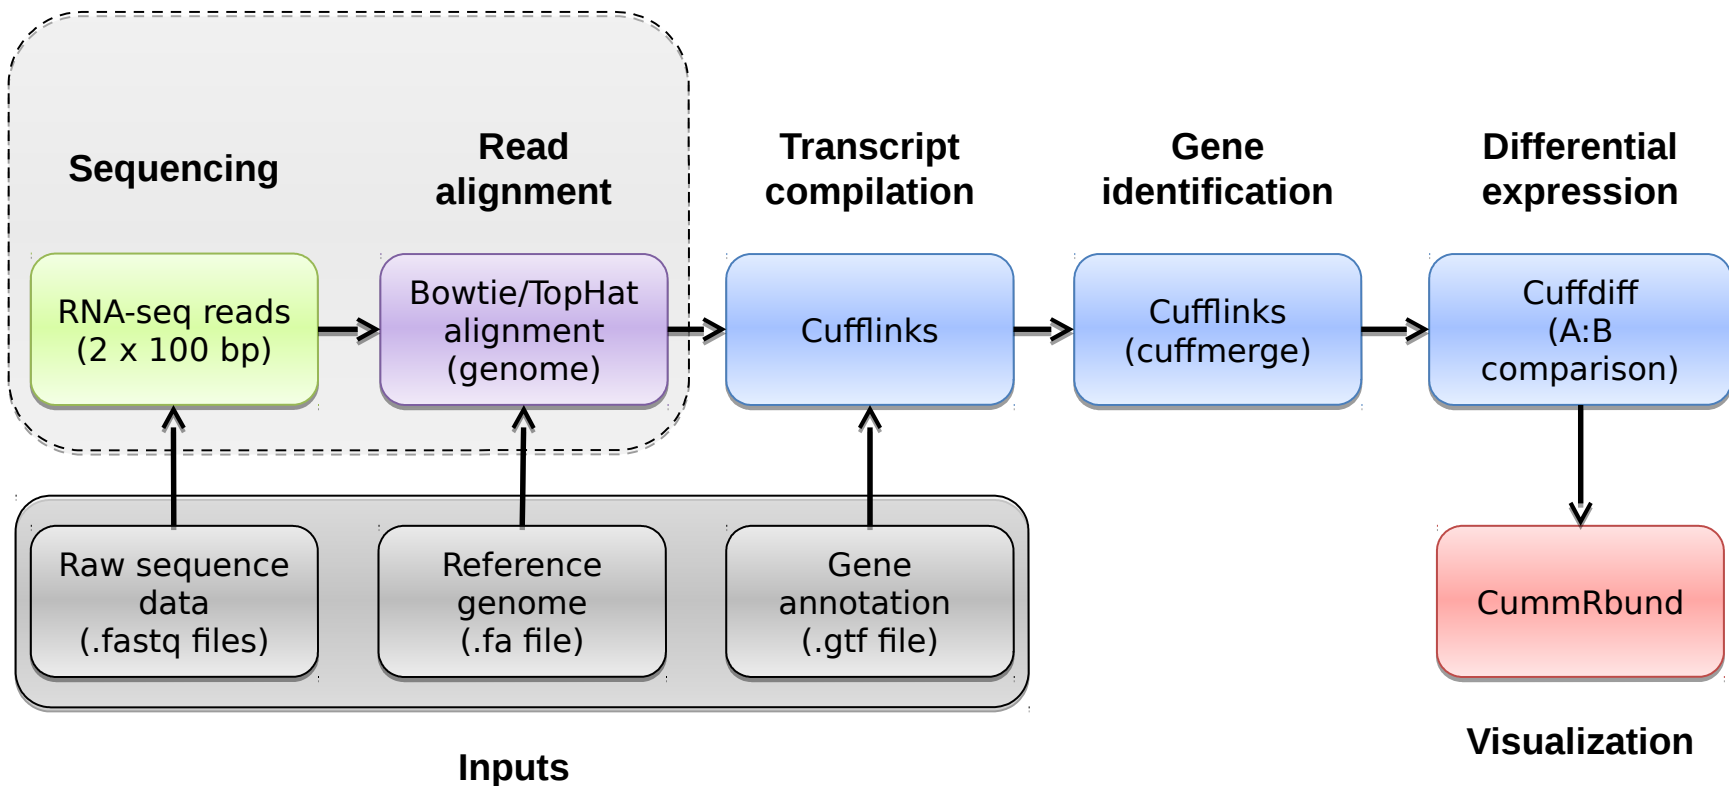 Sequencing
Read
alignment
Transcript
compilation
Gene
identification
Differential
expression
RNA-seq reads
(2 x 100 bp)
Bowtie/TopHat
alignment
(genome)
Cufflinks
Cufflinks
(cuffmerge)
Cuffdiff
(A:B
comparison)
Raw sequence
data
(.fastq files)
Reference
genome
(.fa file)
Gene
annotation
(.gtf file)
CummRbund
Inputs
Visualization